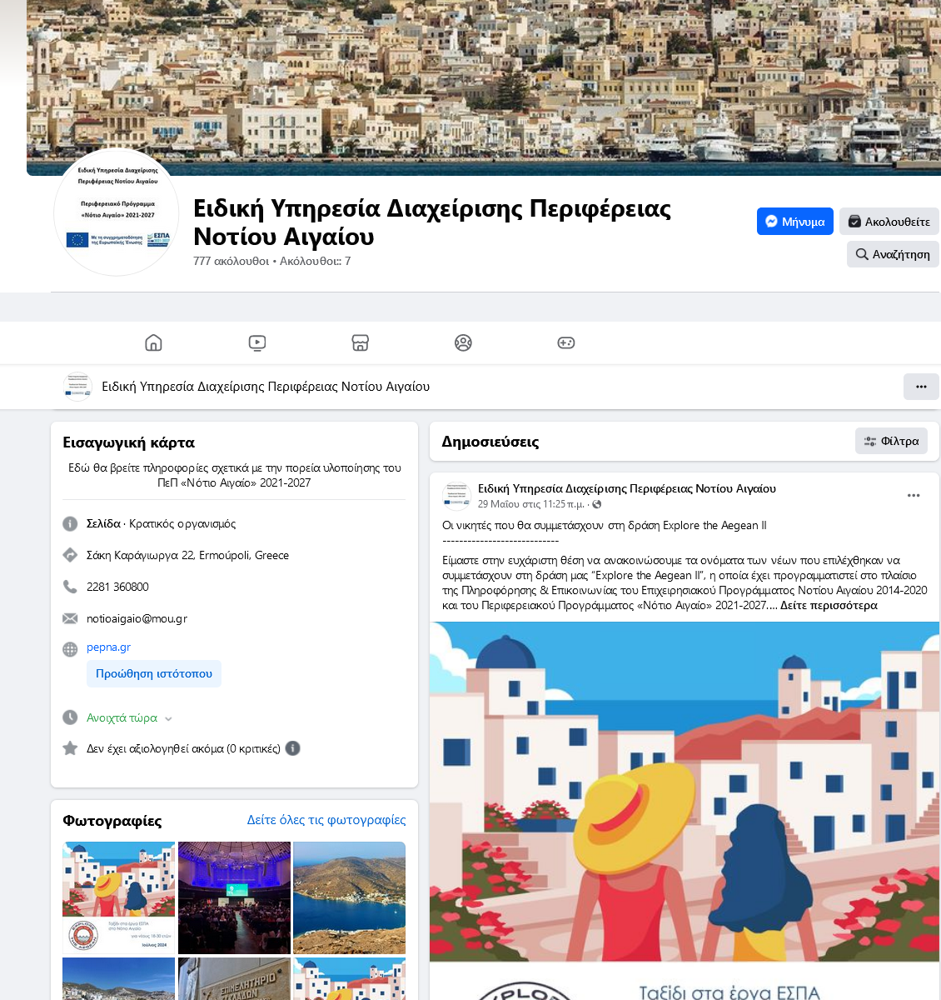 Ειδική Υπηρεσία Διαχείρισης
Περιφέρειας Νοτίου Αιγαίου
Περιφερειακό Πρόγραμμα
«Νότιο Αιγαίο» 2021-2027
Με τη συγχρηματοδότηση
της Ευρωπαϊκής Ένωσης
ΕΣΠΑ
2021-2027
Ειδική Υπηρεσία Διαχείρισης Περιφέρειας
Νοτίου Αιγαίου
777 ακόλουθοι • Ακόλουθοι:: 7
Μήνυμα
Ακολουθείτε
Αναζήτηση
Ειδική Υπηρεσία Διαχείρισης Περιφέρειας Νοτίου Αιγαίου
Εισαγωγική κάρτα
Εδώ θα βρείτε πληροφορίες σχετικά με την πορεία υλοποίησης του
ΠεΠ «Νότιο Αιγαίο» 2021-2027
Σελίδα · Κρατικός οργανισμός
Σάκη Καράγιωργα 22, Ermoúpoli, Greece
2281 360800
notioaigaio@mou.gr
pepna.gr
Προώθηση ιστότοπου
Ανοιχτά τώρα
Δεν έχει αξιολογηθεί ακόμα (0 κριτικές)
Φωτογραφίες
Δείτε όλες τις φωτογραφίες
EXPLORE
THE AEGEAN
Ταξίδι στα έργα ΕΣΠΑ
στο Νότιο Αιγαίο
για νέους 18-30 ετών
Ιούλιος 2024
ΕΠΙΜΕΛΗΤΗΡΙΟ
Δημοσιεύσεις
Φίλτρα
Ειδική Υπηρεσία Διαχείρισης Περιφέρειας Νοτίου Αιγαίου
29 Μαΐου στις 11:25 π.μ. ·
Οι νικητές που θα συμμετάσχουν στη δράση Explore the Aegean II
----------------------------
Είμαστε στην ευχάριστη θέση να ανακοινώσουμε τα ονόματα των νέων που επιλέχθηκαν να
συμμετάσχουν στη δράση μας “Explore the Aegean II”, η οποία έχει προγραμματιστεί στο πλαίσιο
της Πληροφόρησης & Επικοινωνίας του Επιχειρησιακού Προγράμματος Νοτίου Αιγαίου 2014-2020
και του Περιφερειακού Προγράμματος «Νότιο Αιγαίο» 2021-2027.... Δείτε περισσότερα
EXPLORE
Ταξίδι στα έργα ΕΣΠΑ